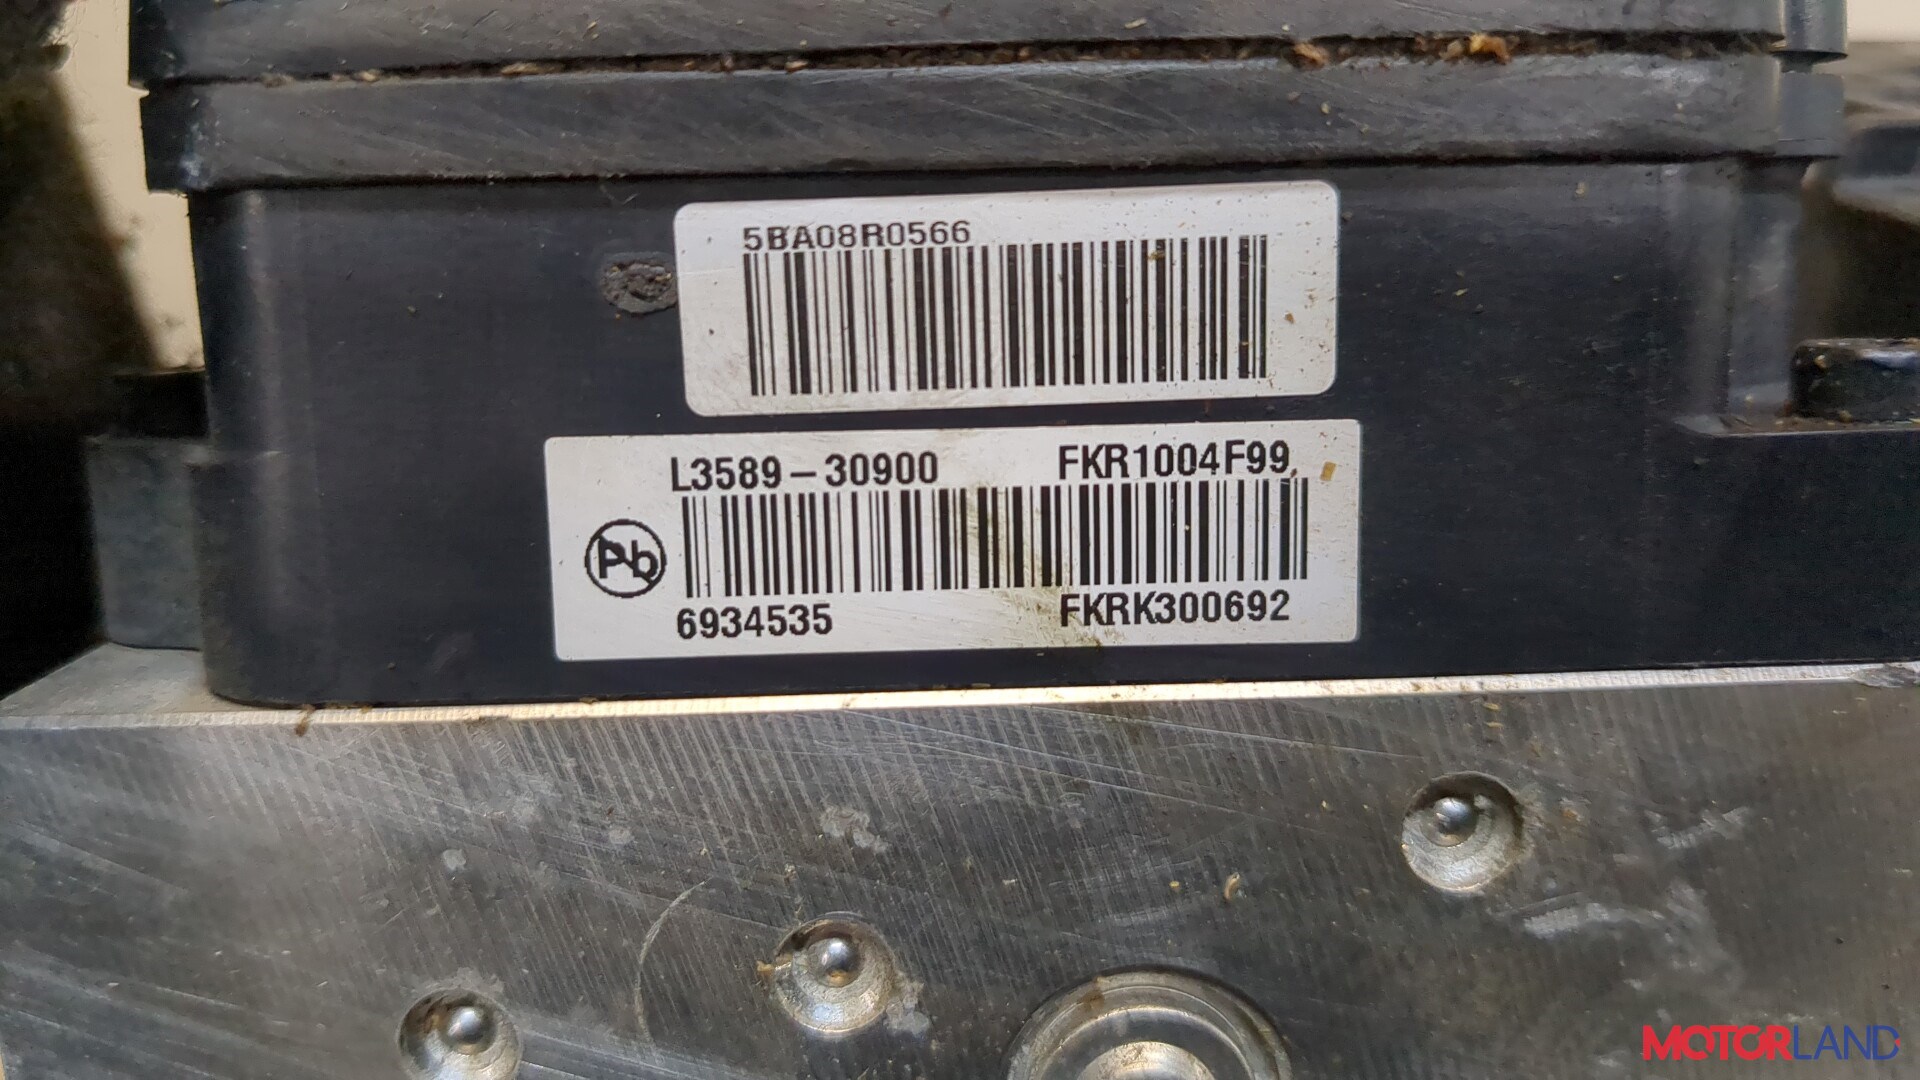 5BA08R0566
L3589-30900 FKR1004F99
Pb
6934535 FKRK300692
MOTORLAND